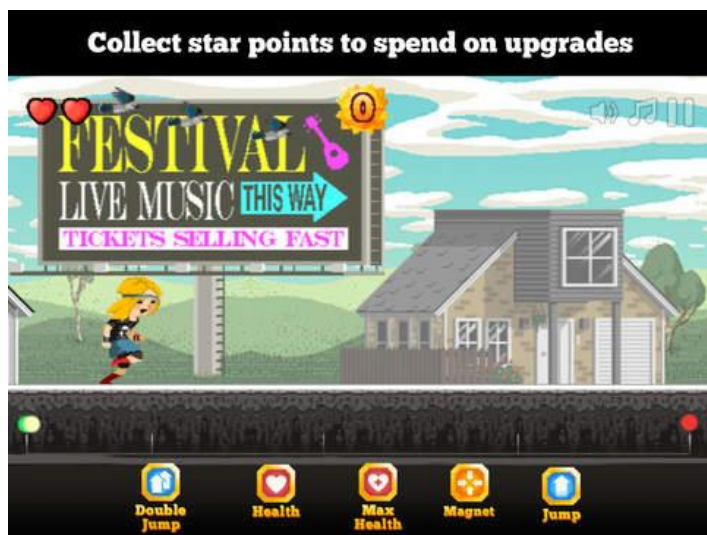 Collect star points to spend on upgrades
0
FESTIVAL
LIVE MUSIC THIS WAY
TICKETS SELLING FAST
Double Jump
Health
Max Health
Magnet
Jump